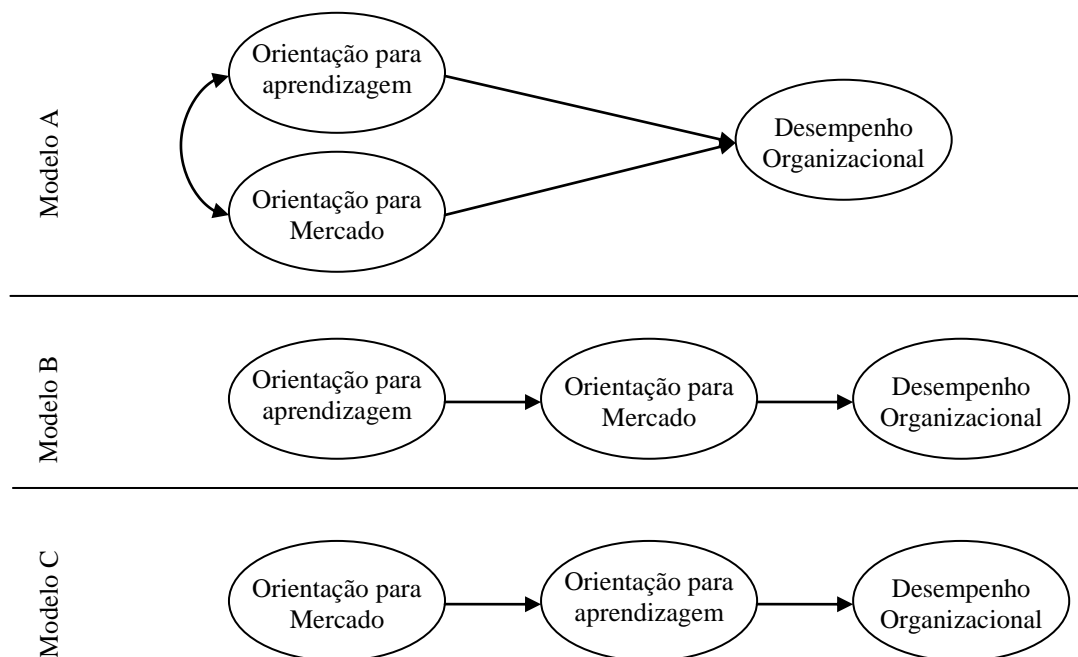 Modelo A
Orientação para
aprendizagem
Orientação para
Mercado
Desempenho
Organizacional
Modelo B
Orientação para
aprendizagem
Orientação para
Mercado
Desempenho
Organizacional
Modelo C
Orientação para
Mercado
Orientação para
aprendizagem
Desempenho
Organizacional